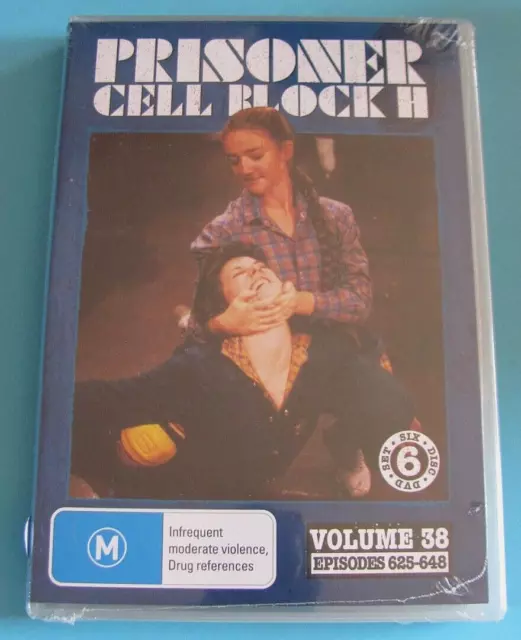 PRISONER
CELL BLOCK H
SIX · DISC · DVD · SET ·
6
M
Infrequent
moderate violence,
Drug references
VOLUME 38
EPISODES 625-648